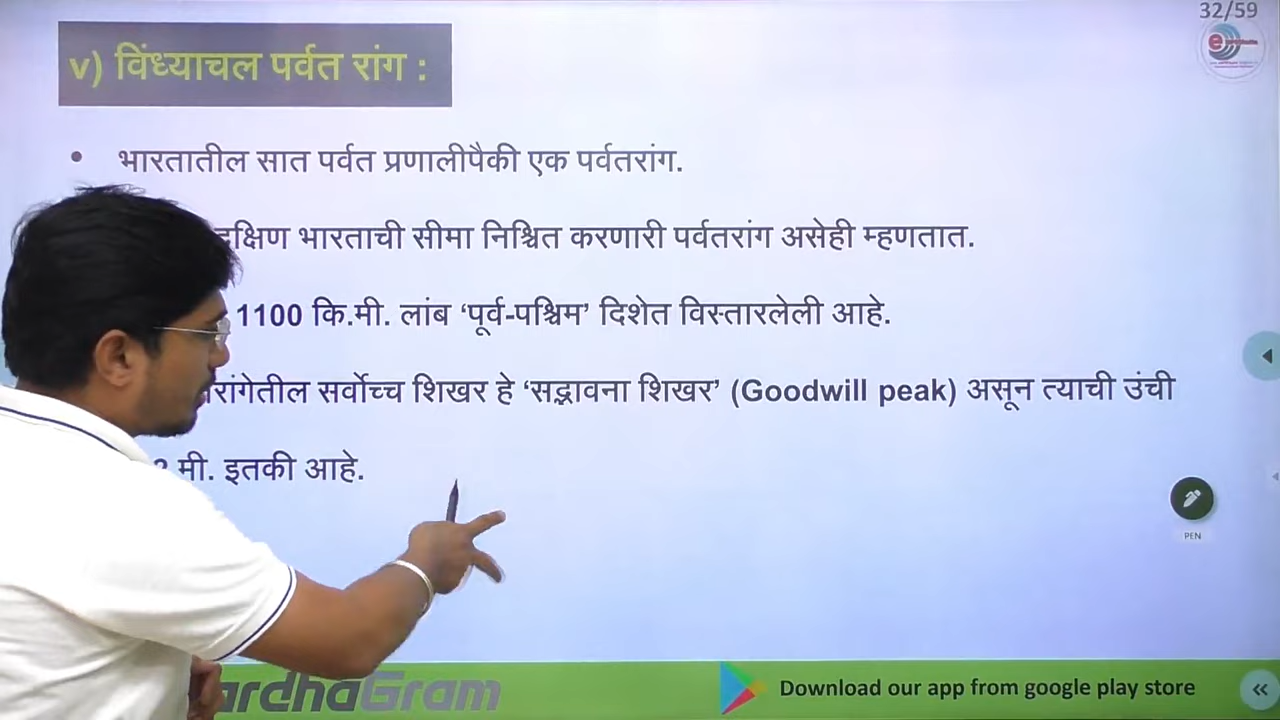 32/59
v) विंध्याचल पर्वत रांग :
• भारतातील सात पर्वत प्रणालीपैकी एक पर्वतरांग.
दक्षिण भारताची सीमा निश्चित करणारी पर्वतरांग असेही म्हणतात.
1100 कि.मी. लांब ‘पूर्व-पश्चिम’ दिशेत विस्तारलेली आहे.
रांगेतील सर्वोच्च शिखर हे ‘सद्भावना शिखर’ (Goodwill peak) असून त्याची उंची
मी. इतकी आहे.
PEN
ardhaGram
Download our app from google play store